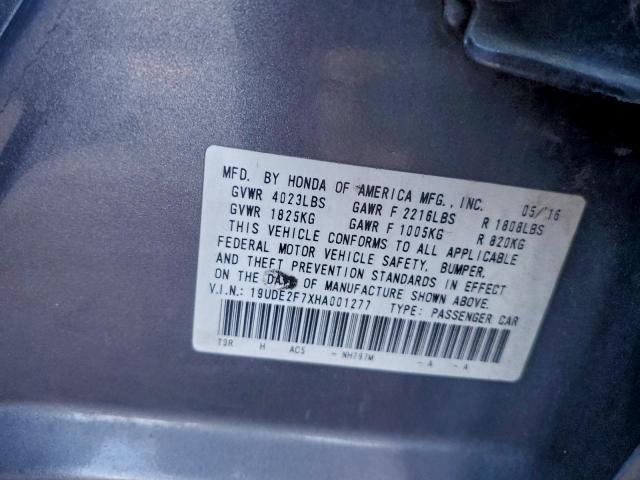 MFD. BY HONDA OF AMERICA MFG., INC. 05/16
GVWR 4023LBS GAWR F 2216LBS R 1808LBS
GVWR 1825KG GAWR F 1005KG R 820KG
THIS VEHICLE CONFORMS TO ALL APPLICABLE
FEDERAL MOTOR VEHICLE SAFETY, BUMPER,
AND THEFT PREVENTION STANDARDS IN EFFECT
ON THE DATE OF MANUFACTURE SHOWN ABOVE.
V.I.N.: 19UDE2F7XHA001277 TYPE: PASSENGER CAR
T3R H AC5 - NH797M - A - A